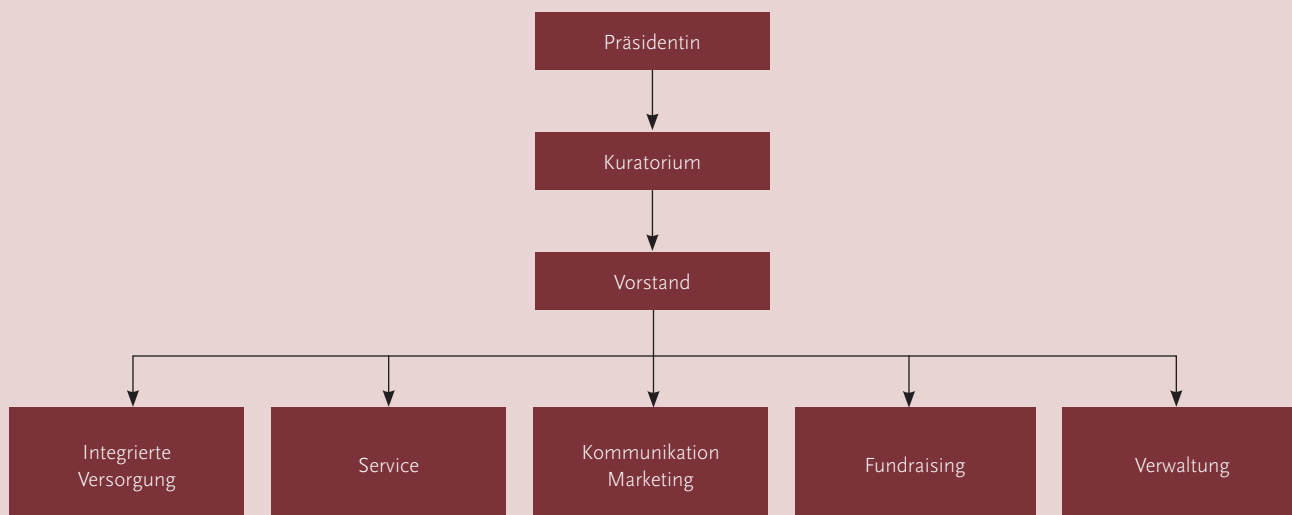 Präsidentin
Kuratorium
Vorstand
Integrierte
Versorgung
Service
Kommunikation
Marketing
Fundraising
Verwaltung